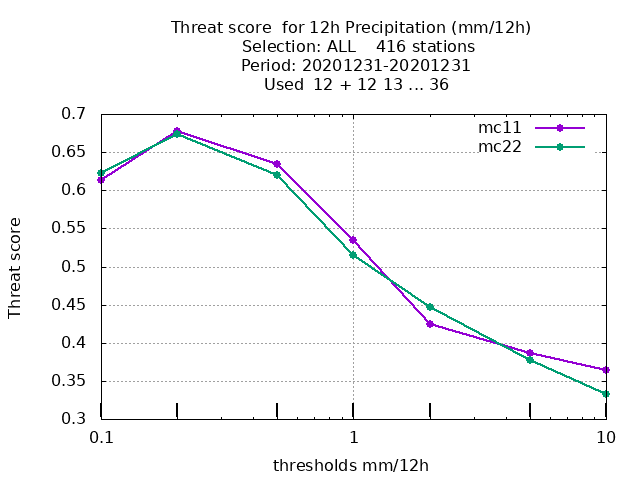 Threat score  for 12h Precipitation (mm/12h)
Selection: ALL    416 stations
Period: 20201231-20201231
Used  12 + 12 13 ... 36
mc11
mc22
0.7
0.65
0.6
0.55
0.5
0.45
0.4
0.35
0.3
Threat score
0.1
1
10
thresholds mm/12h